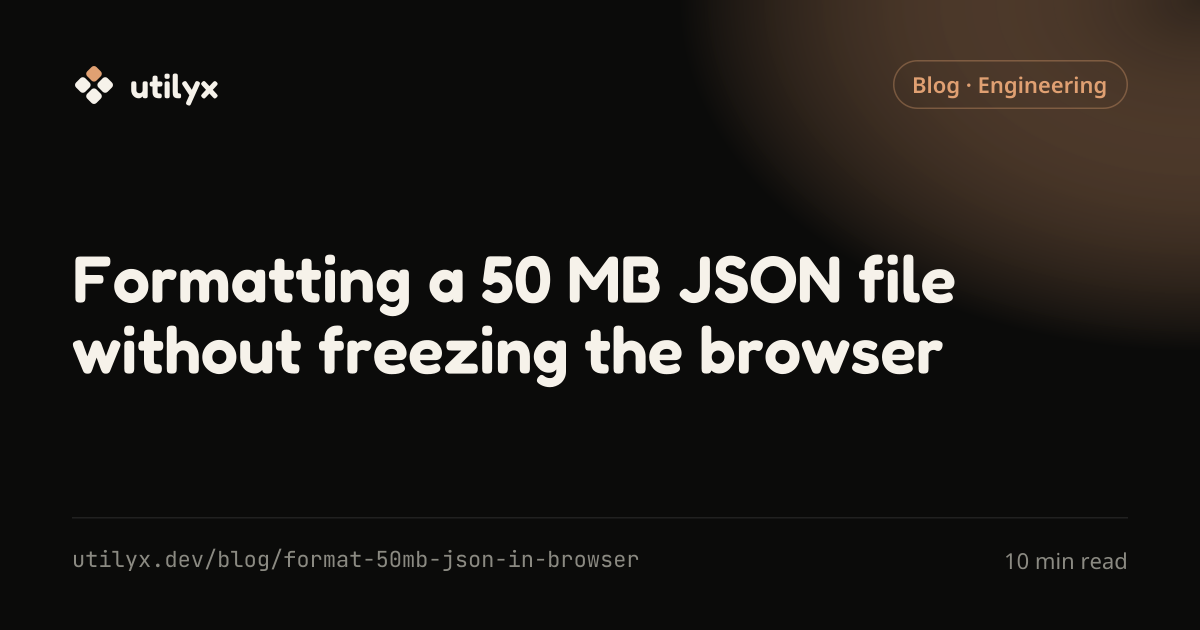 utilyx
Blog · Engineering
Formatting a 50 MB JSON file
without freezing the browser
utilyx.dev/blog/format-50mb-json-in-browser
10 min read